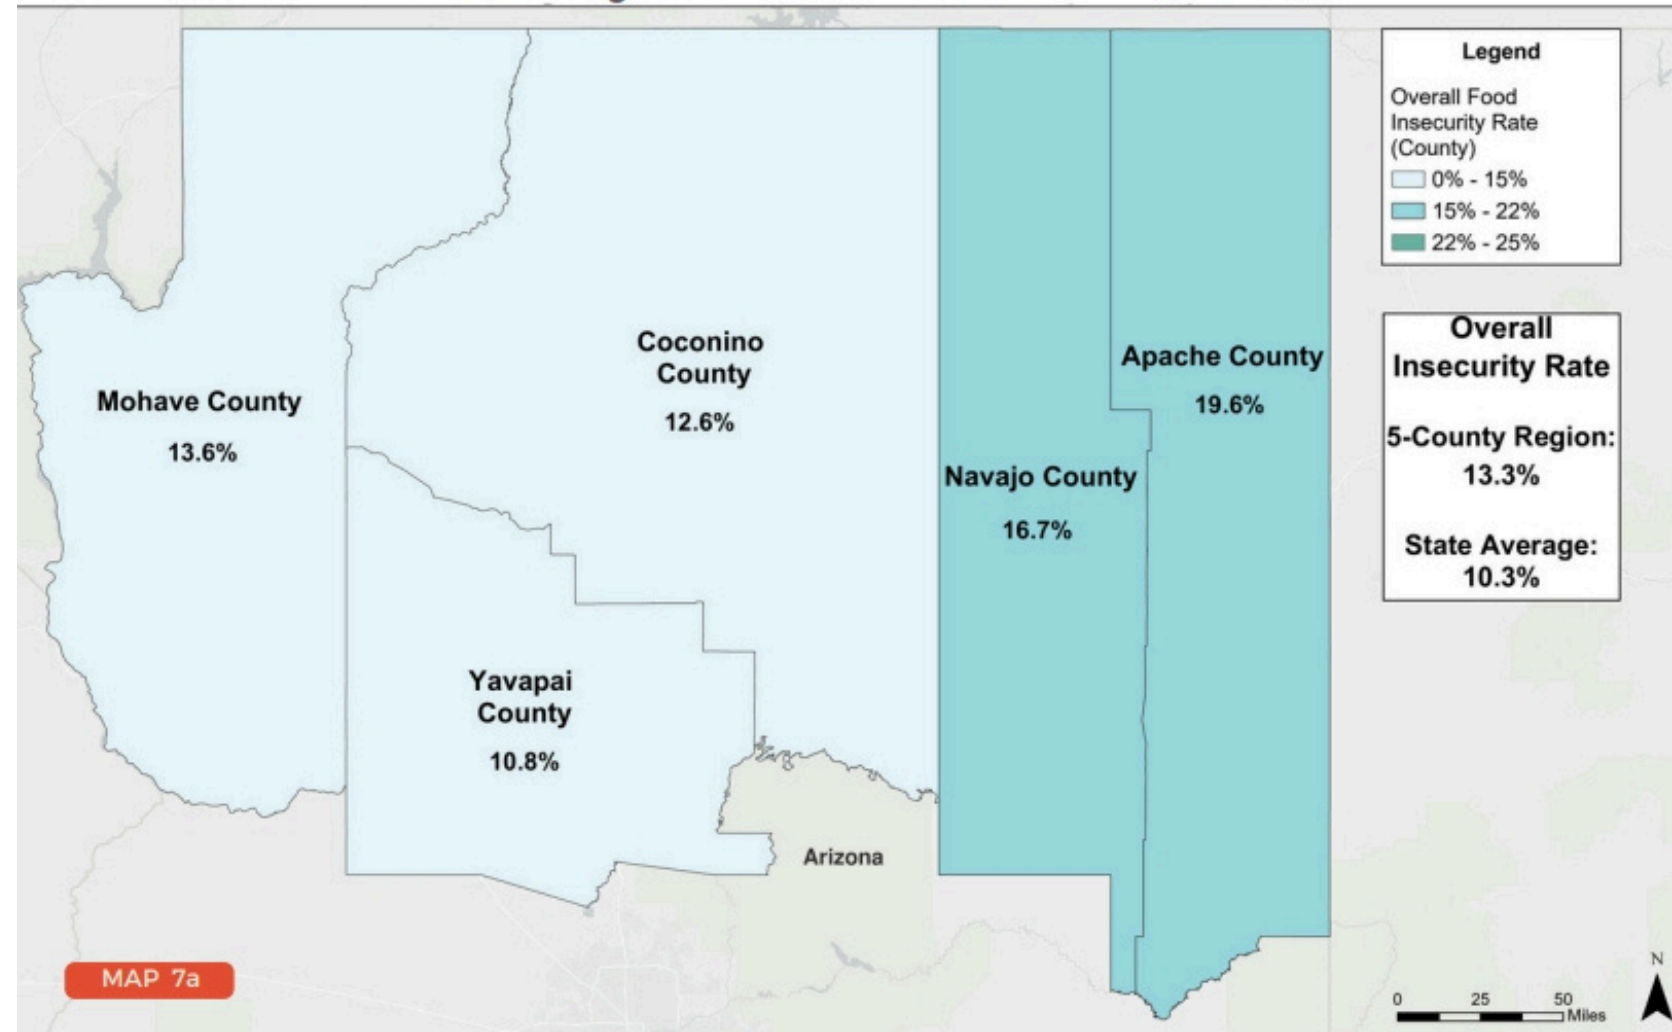 Legend
Overall Food
Insecurity Rate
(County)
0% - 15%
15% - 22%
22% - 25%
Overall
Insecurity Rate
5-County Region:
13.3%
State Average:
10.3%
Mohave County
13.6%
Coconino
County
12.6%
Apache County
19.6%
Navajo County
16.7%
Yavapai
County
10.8%
Arizona
MAP 7a
N
0 25 50
Miles